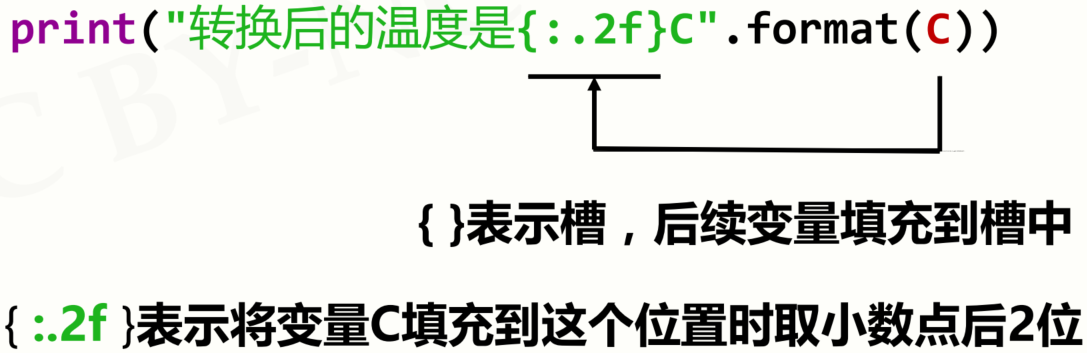 print("转换后的温度是{:.2f}C".format(C))
{ }表示槽，后续变量填充到槽中
{ :.2f }表示将变量C填充到这个位置时取小数点后2位